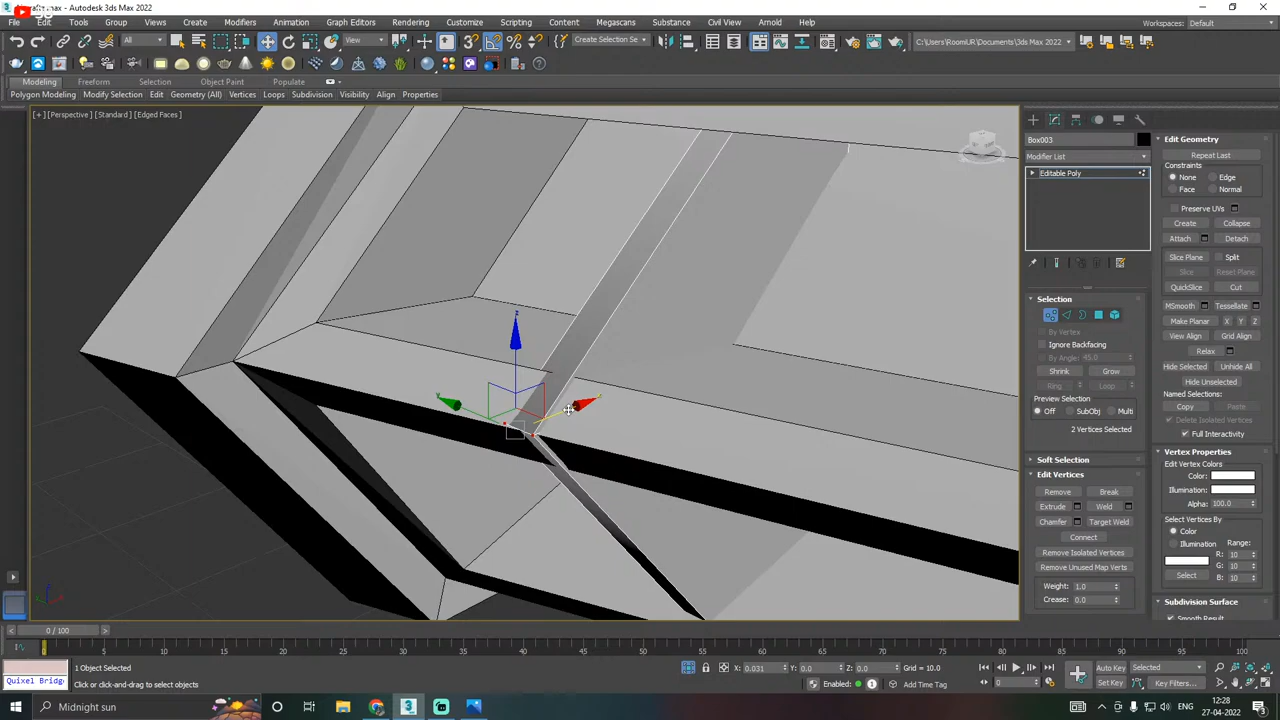 .max - Autodesk 3ds Max 2022
File Edit Tools Group Views Create Modifiers Animation Graph Editors Rendering Customize Scripting Content Megascans Substance Civil View Arnold Help
Workspaces: Default
All View Create Selection Se C:\Users\RoomUR\Documents\3ds Max 2022
Modeling Freeform Selection Object Paint Populate
Polygon Modeling Modify Selection Edit Geometry (All) Vertices Loops Subdivision Visibility Align Properties
[+] [Perspective] [Standard] [Edged Faces]
Box003
Modifier List
Editable Poly
Selection
By Vertex
Ignore Backfacing
By Angle: 45.0
Shrink Grow
Ring Loop
Preview Selection
Off SubObj Multi
2 Vertices Selected
Soft Selection
Edit Vertices
Remove Break
Extrude Weld
Chamfer Target Weld
Connect
Remove Isolated Vertices
Remove Unused Map Verts
Weight: 1.0
Crease: 0.0
Edit Geometry
Repeat Last
Constraints
None Edge
Face Normal
Preserve UVs
Create Collapse
Attach Detach
Slice Plane Split
Slice Reset Plane
QuickSlice Cut
MSmooth Tessellate
Make Planar X Y Z
View Align Grid Align
Relax
Hide Selected Unhide All
Hide Unselected
Named Selections:
Copy Paste
Delete Isolated Vertices
Full Interactivity
Vertex Properties
Edit Vertex Colors
Color:
Illumination:
Alpha: 100.0
Select Vertices By
Color Range:
Illumination R: 10
G: 10
Select B: 10
Subdivision Surface
Smooth Result
0 / 100
0 5 10 15 20 25 30 35 40 45 50 55 60 65 70 75 80 85 90 95 100
1 Object Selected
Quixel Bridg
Click or click-and-drag to select objects
X: 0.031 Y: 0.0 Z: 0.0 Grid = 10.0
Enabled: Add Time Tag
0
Auto Key Selected
Set Key Key Filters...
Midnight sun
ENG
12:28
27-04-2022